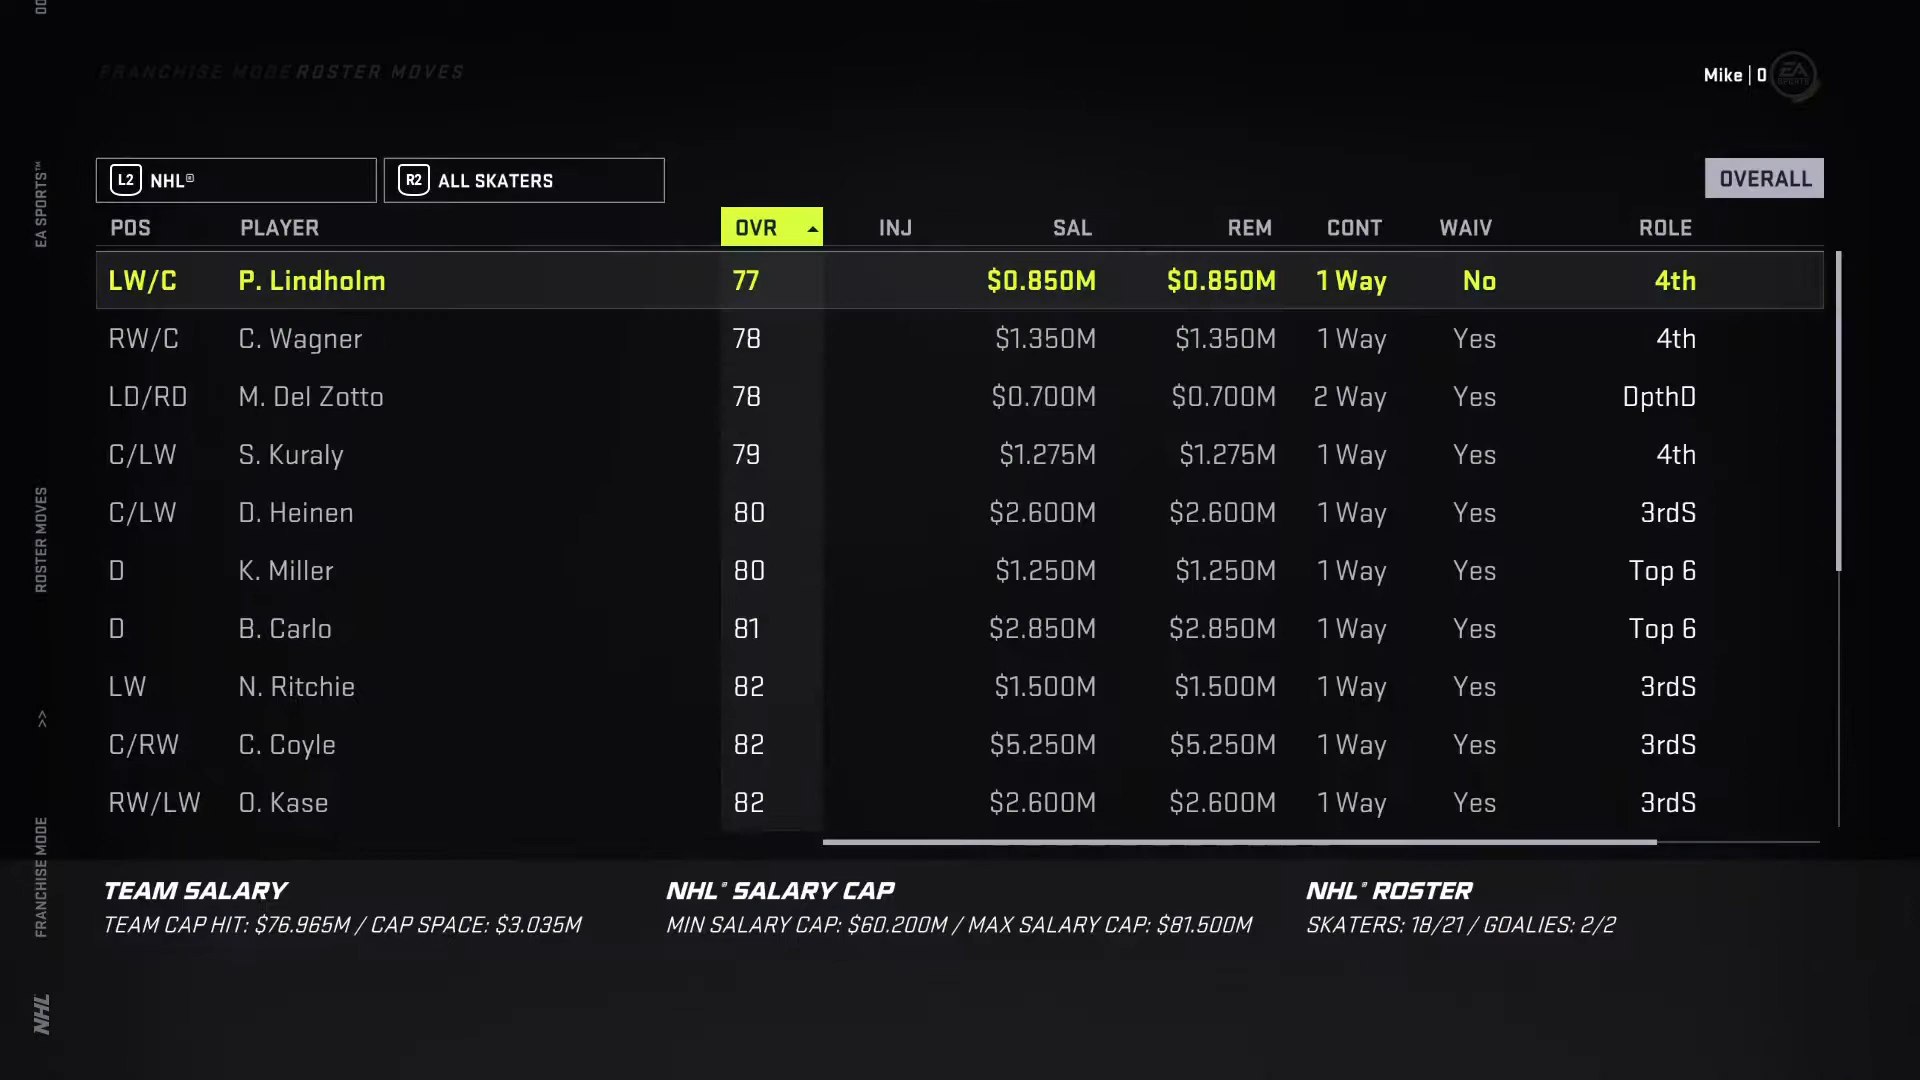 FRANCHISE MODE ROSTER MOVES
Mike | 0
EA SPORTS
L2 NHL®
R2 ALL SKATERS
OVERALL
POS PLAYER OVR INJ SAL REM CONT WAIV ROLE
LW/C P. Lindholm 77 $0.850M $0.850M 1 Way No 4th
RW/C C. Wagner 78 $1.350M $1.350M 1 Way Yes 4th
LD/RD M. Del Zotto 78 $0.700M $0.700M 2 Way Yes DpthD
C/LW S. Kuraly 79 $1.275M $1.275M 1 Way Yes 4th
C/LW D. Heinen 80 $2.600M $2.600M 1 Way Yes 3rdS
D K. Miller 80 $1.250M $1.250M 1 Way Yes Top 6
D B. Carlo 81 $2.850M $2.850M 1 Way Yes Top 6
LW N. Ritchie 82 $1.500M $1.500M 1 Way Yes 3rdS
C/RW C. Coyle 82 $5.250M $5.250M 1 Way Yes 3rdS
RW/LW O. Kase 82 $2.600M $2.600M 1 Way Yes 3rdS
TEAM SALARY
TEAM CAP HIT: $76.965M / CAP SPACE: $3.035M
NHL® SALARY CAP
MIN SALARY CAP: $60.200M / MAX SALARY CAP: $81.500M
NHL® ROSTER
SKATERS: 18/21 / GOALIES: 2/2
NHL
FRANCHISE MODE
>>
ROSTER MOVES
EA SPORTS™